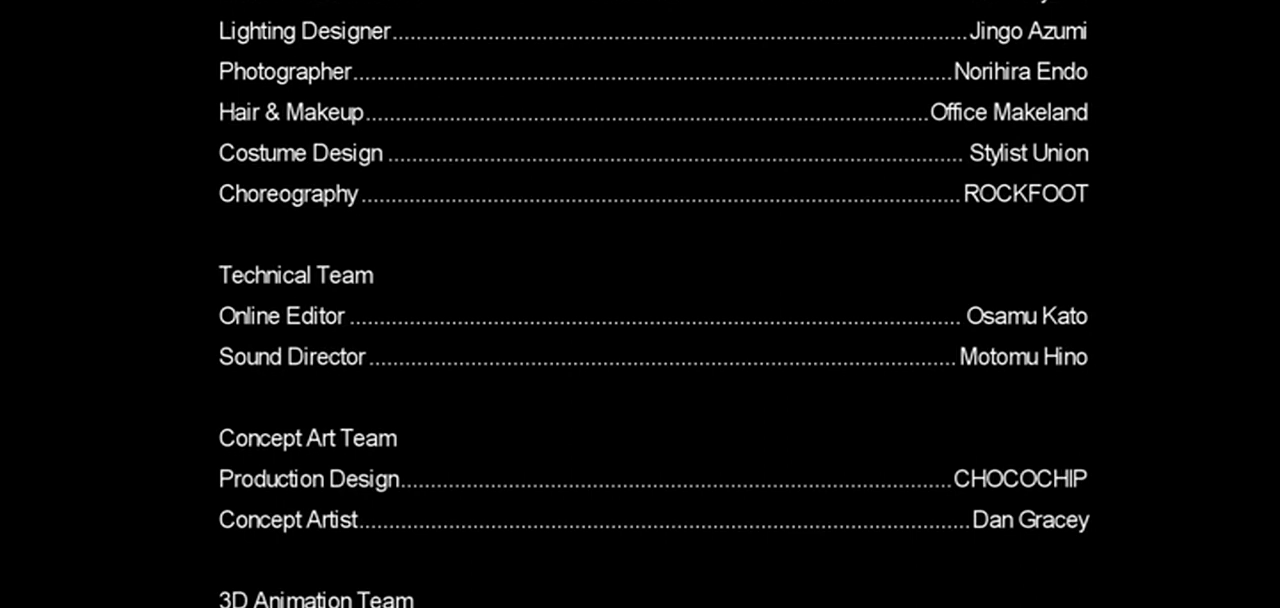 Lighting Designer..........Jingo Azumi
Photographer..........Norihira Endo
Hair & Makeup..........Office Makeland
Costume Design .......... Stylist Union
Choreography..........ROCKFOOT
Technical Team
Online Editor .......... Osamu Kato
Sound Director..........Motomu Hino
Concept Art Team
Production Design..........CHOCOCHIP
Concept Artist..........Dan Gracey
3D Animation Team